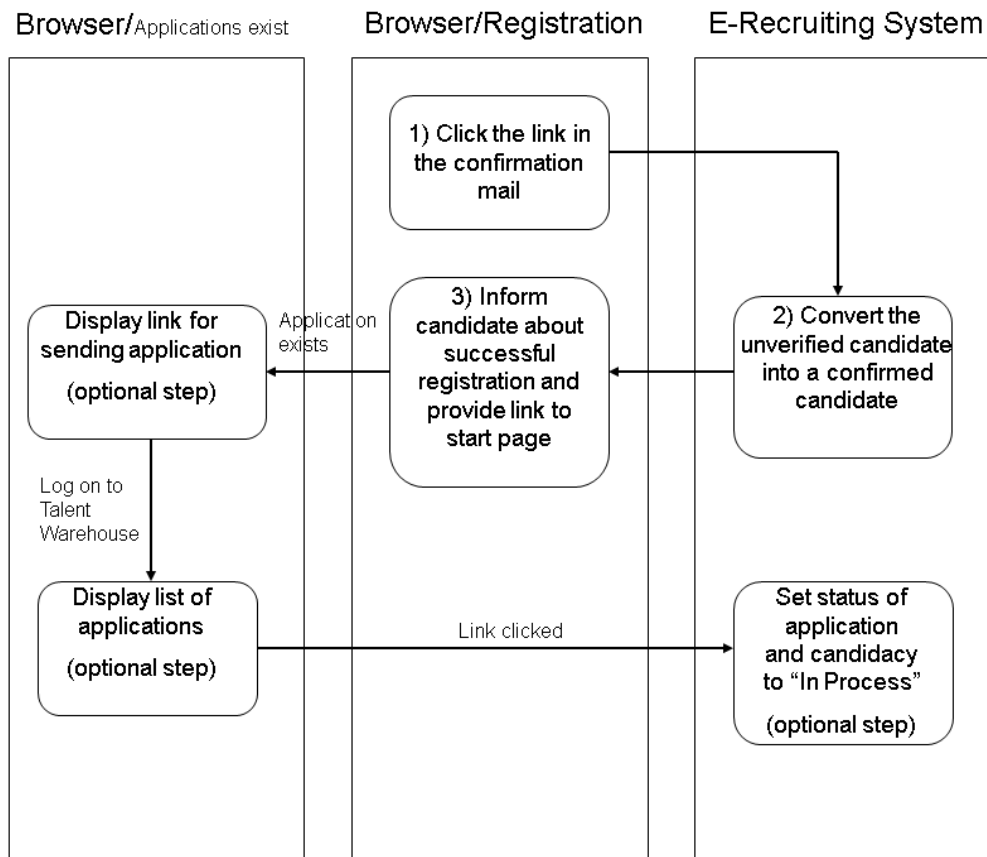 Browser/Applications exist
Browser/Registration
E-Recruiting System
1) Click the link in
the confirmation
mail
Display link for
sending application
(optional step)
Application
exists
3) Inform
candidate about
successful
registration and
provide link to
start page
2) Convert the
unverified candidate
into a confirmed
candidate
Log on to
Talent
Warehouse
Display list of
applications
(optional step)
Link clicked
Set status of
application
and candidacy
to “In Process”
(optional step)